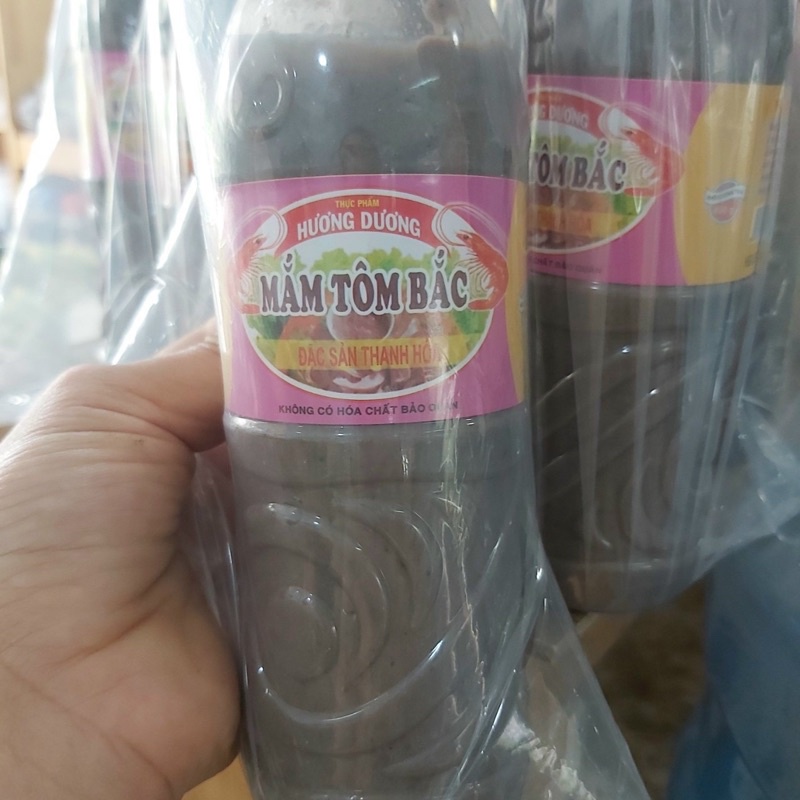 THỰC PHẨM
HƯƠNG DƯƠNG
MẮM TÔM BẮC
ĐẶC SẢN THANH HÓA
KHÔNG CÓ HÓA CHẤT BẢO QUẢN
DƯƠNG
TÔM BẮC